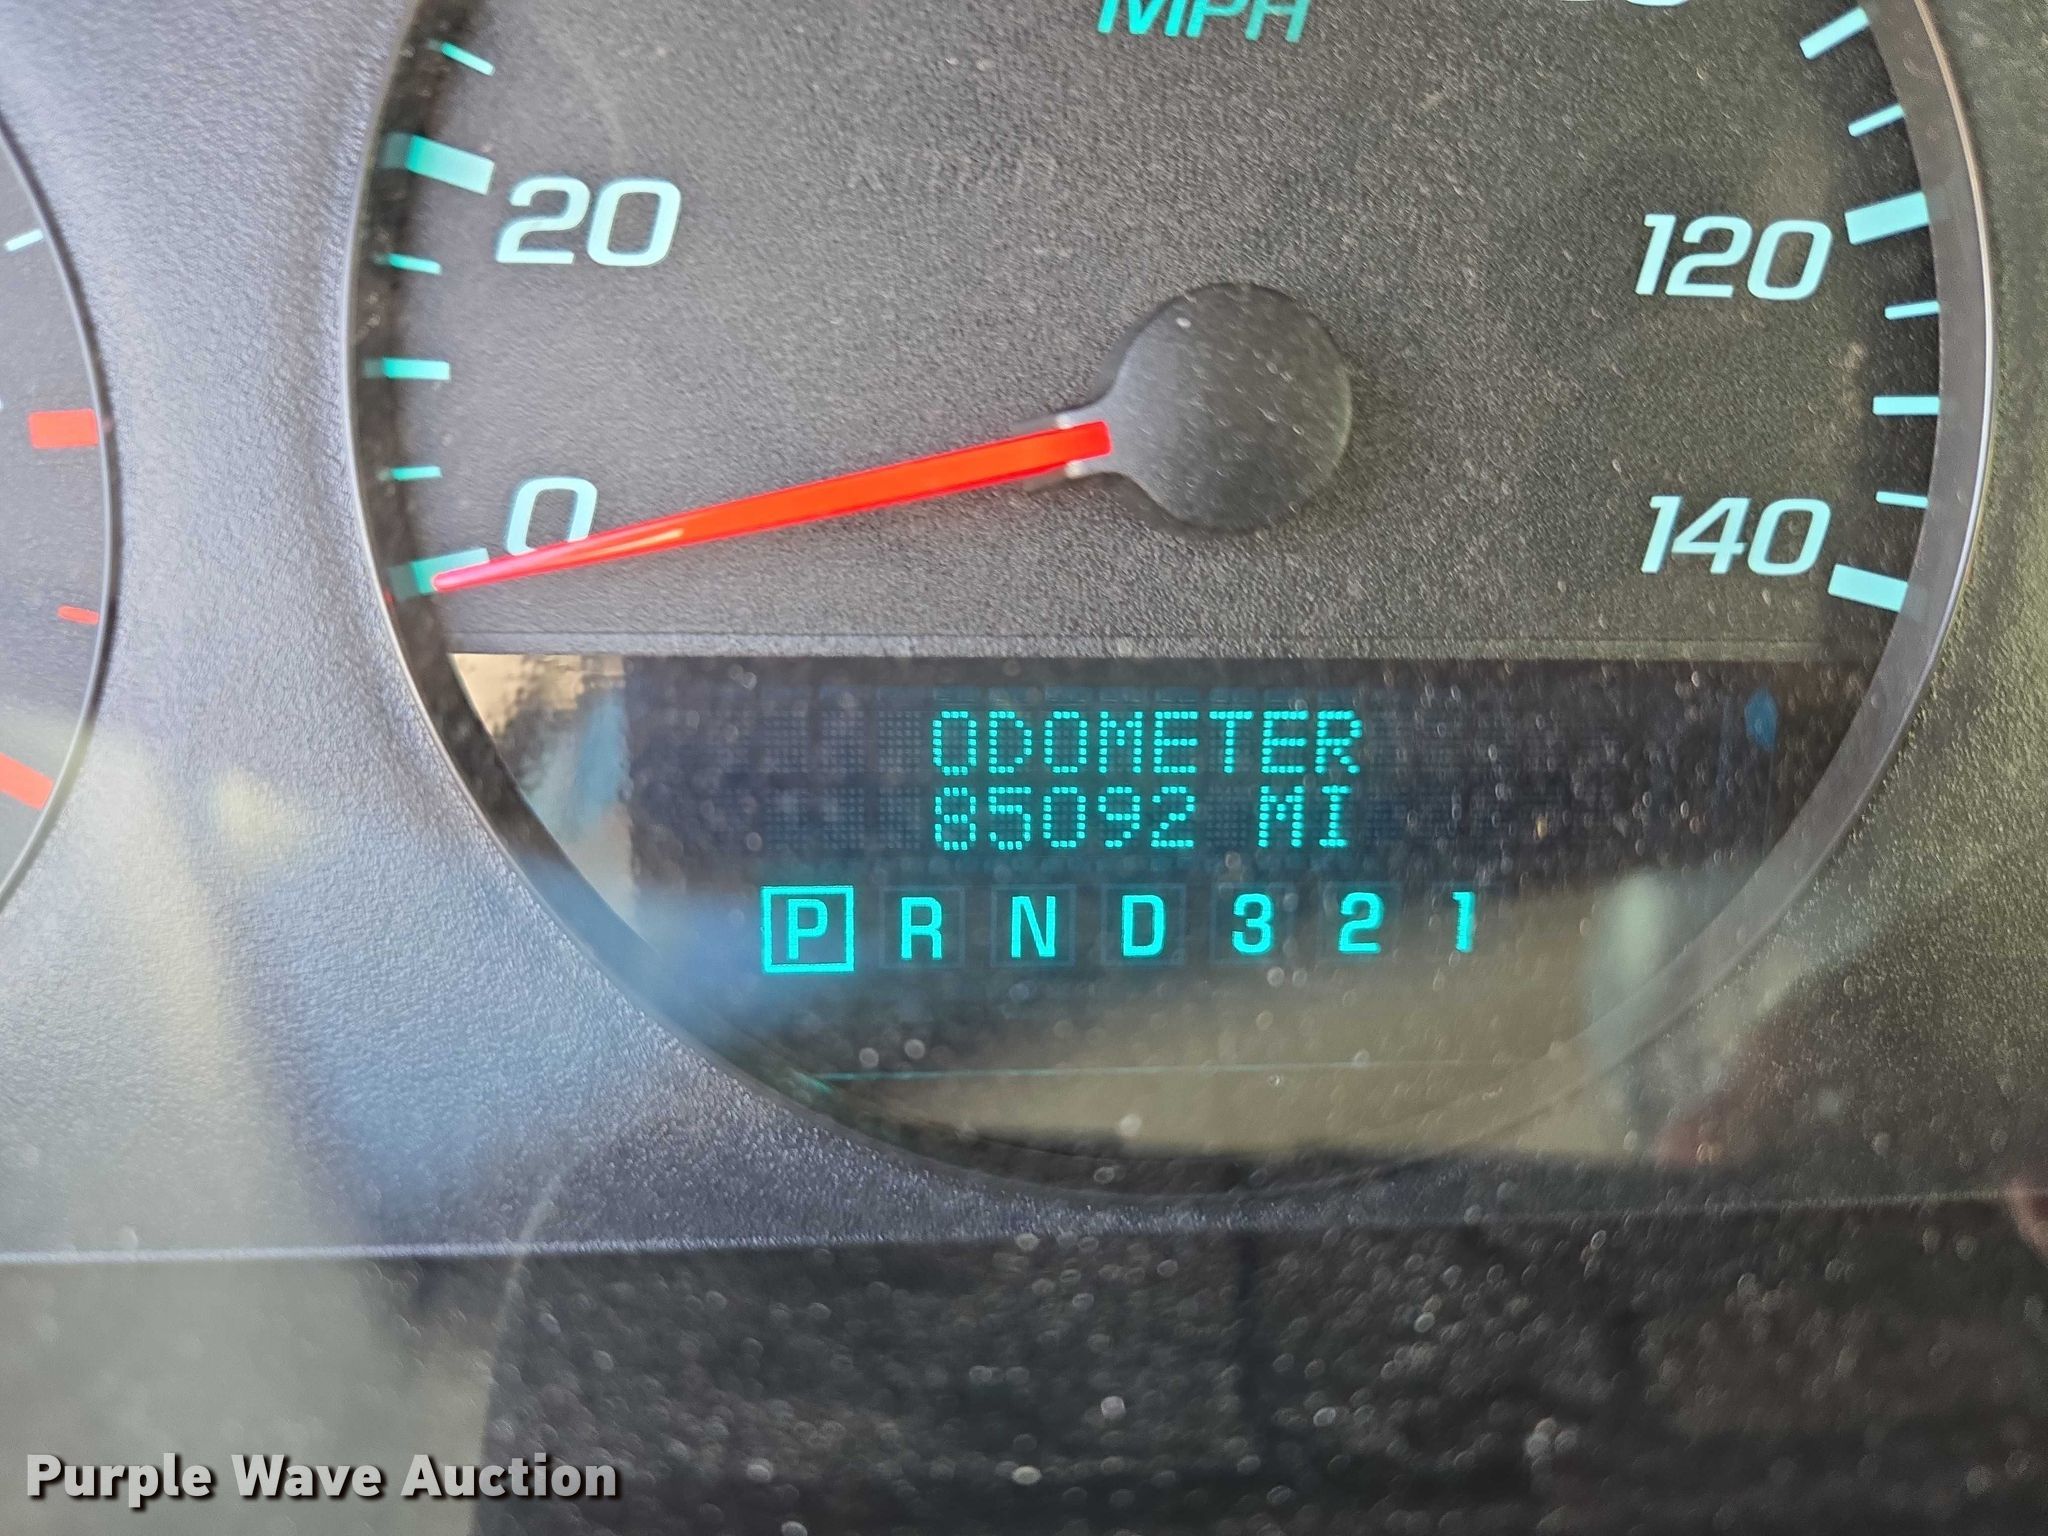 MPH
20
120
0
140
ODOMETER
85092 MI
P R N D 3 2 1
Purple Wave Auction